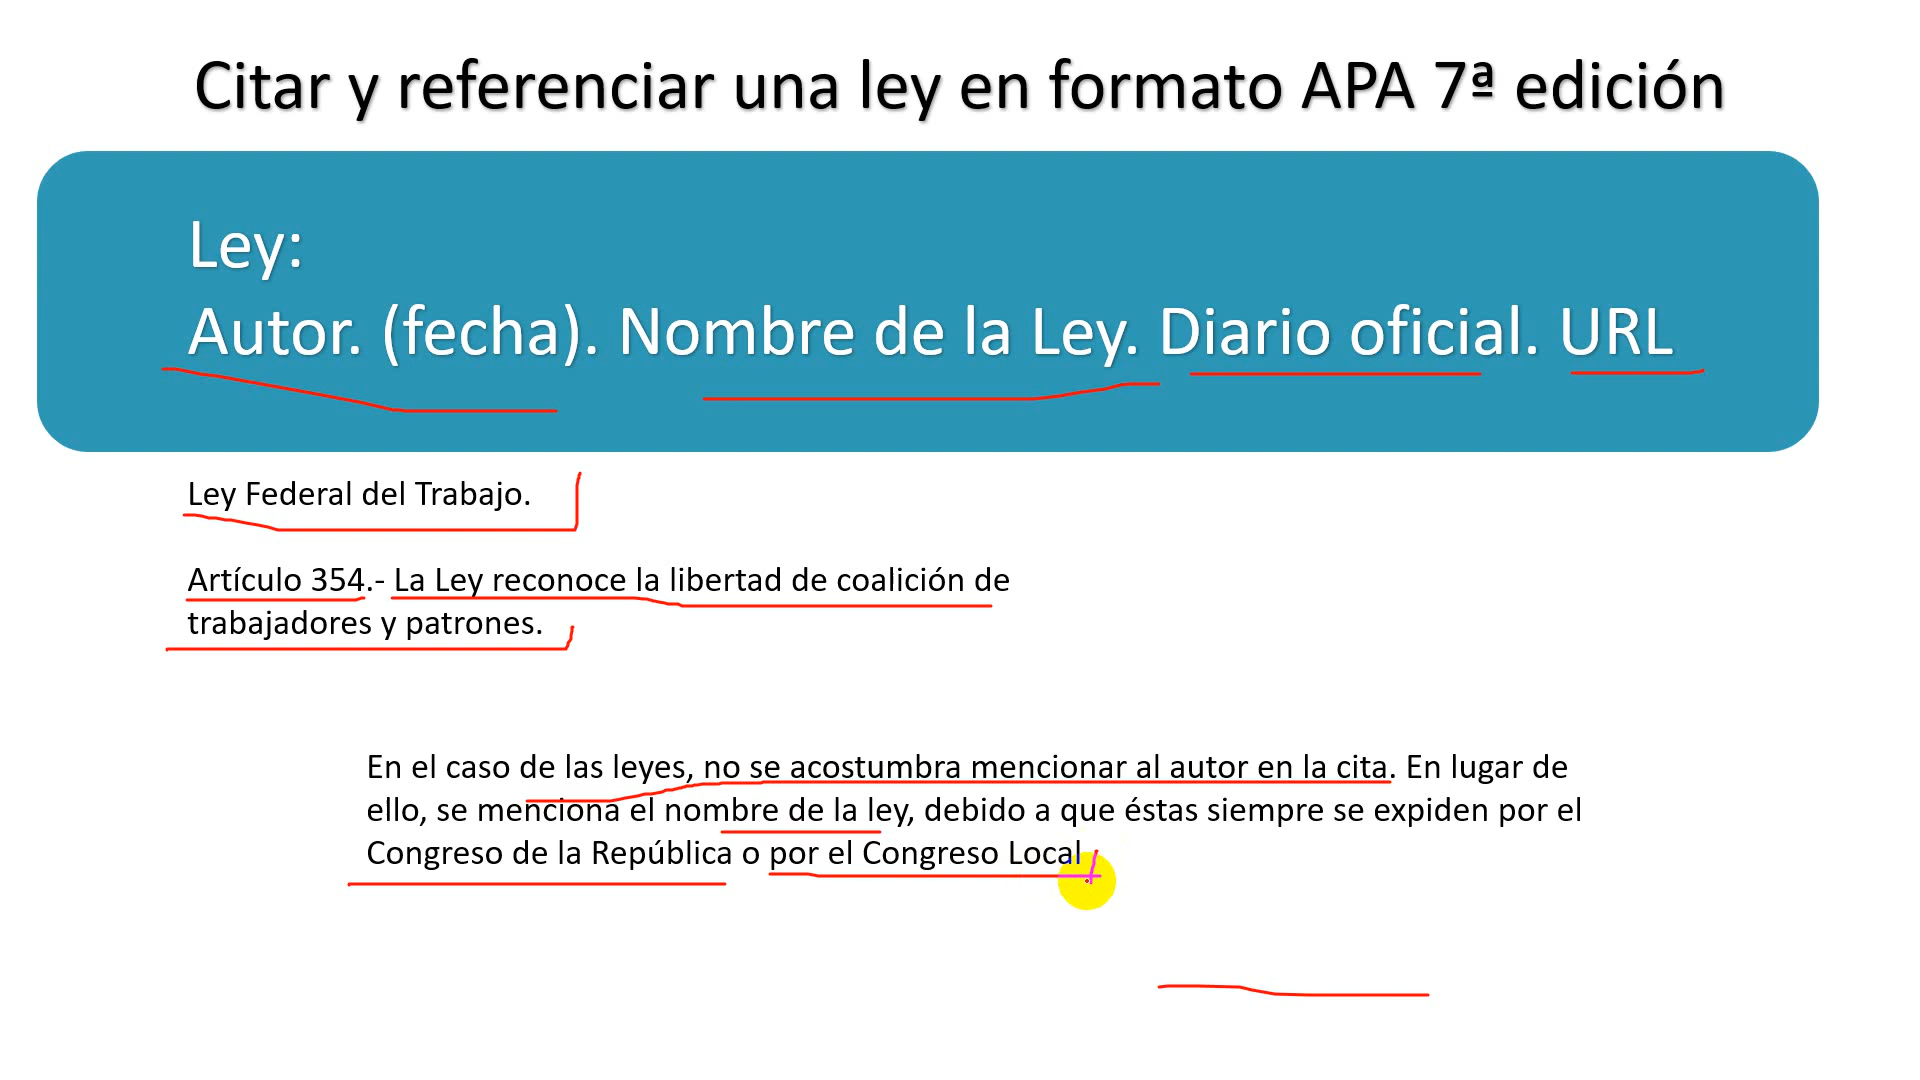 Citar y referenciar una ley en formato APA 7ª edición
Ley:
Autor. (fecha). Nombre de la Ley. Diario oficial. URL
Ley Federal del Trabajo.
Artículo 354.- La Ley reconoce la libertad de coalición de
trabajadores y patrones.
En el caso de las leyes, no se acostumbra mencionar al autor en la cita. En lugar de
ello, se menciona el nombre de la ley, debido a que éstas siempre se expiden por el
Congreso de la República o por el Congreso Local